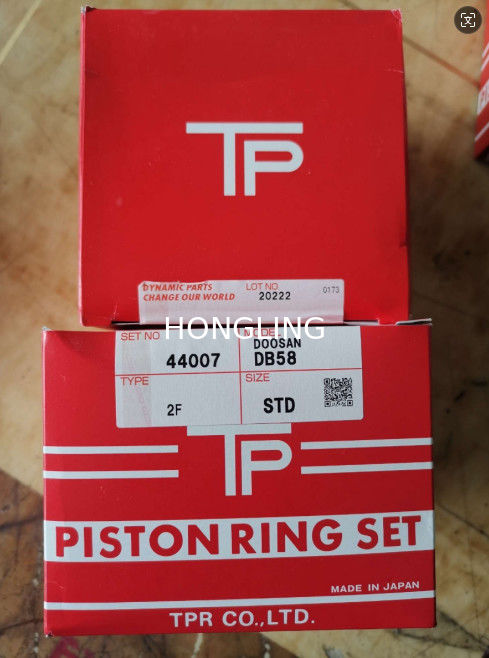 TP
DYNAMIC PARTS
CHANGE OUR WORLD
LOT NO
20222
0173
HONGLING
SET NO
44007
MODEL
DOOSAN
DB58
TYPE
2F
SIZE
STD
TP
PISTON RING SET
MADE IN JAPAN
TPR CO.,LTD.